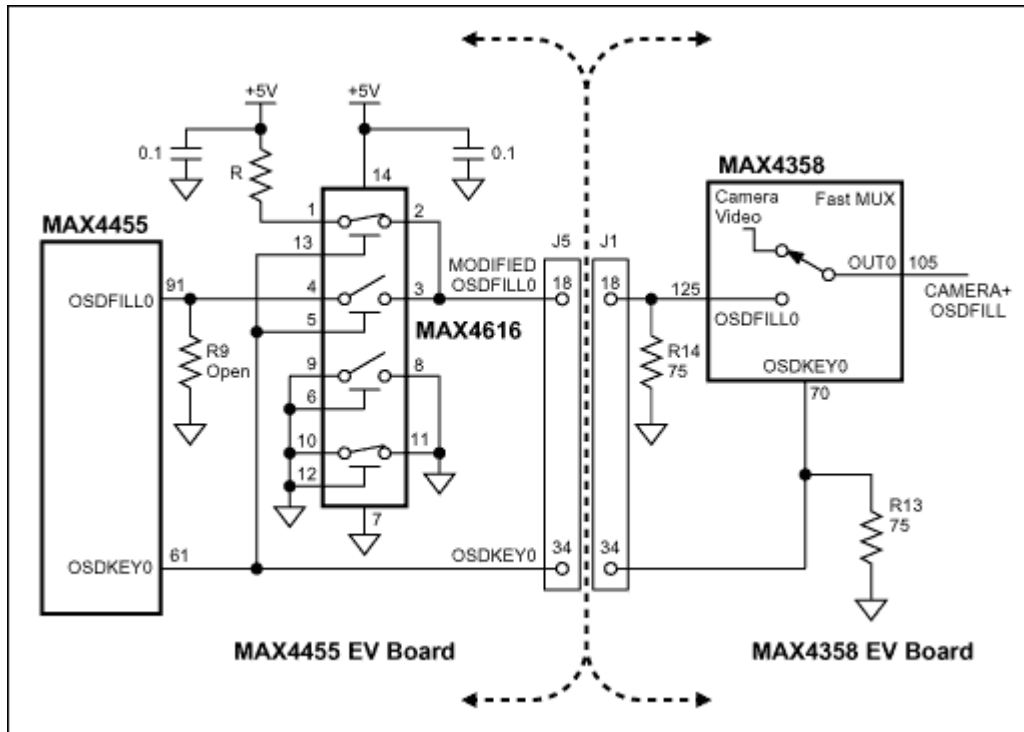 +5V
+5V
0.1
R
0.1
14
MAX4358
MAX4455
1
2
Camera
Video
Fast MUX
13
J5
J1
MODIFIED
OSDFILL0
OUT0
105
OSDFILL0
91
4
3
18
18
125
CAMERA+
OSDFILL
5
MAX4616
OSDFILL0
R9
Open
9
8
R14
75
OSDKEY0
6
70
10
11
12
7
R13
75
OSDKEY0
61
OSDKEY0
34
34
MAX4455 EV Board
MAX4358 EV Board